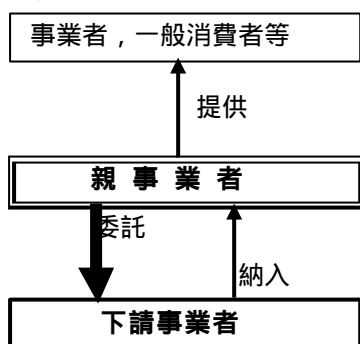 事業者，一般消費者等
提供
親 事 業 者
委託
納入
下請事業者